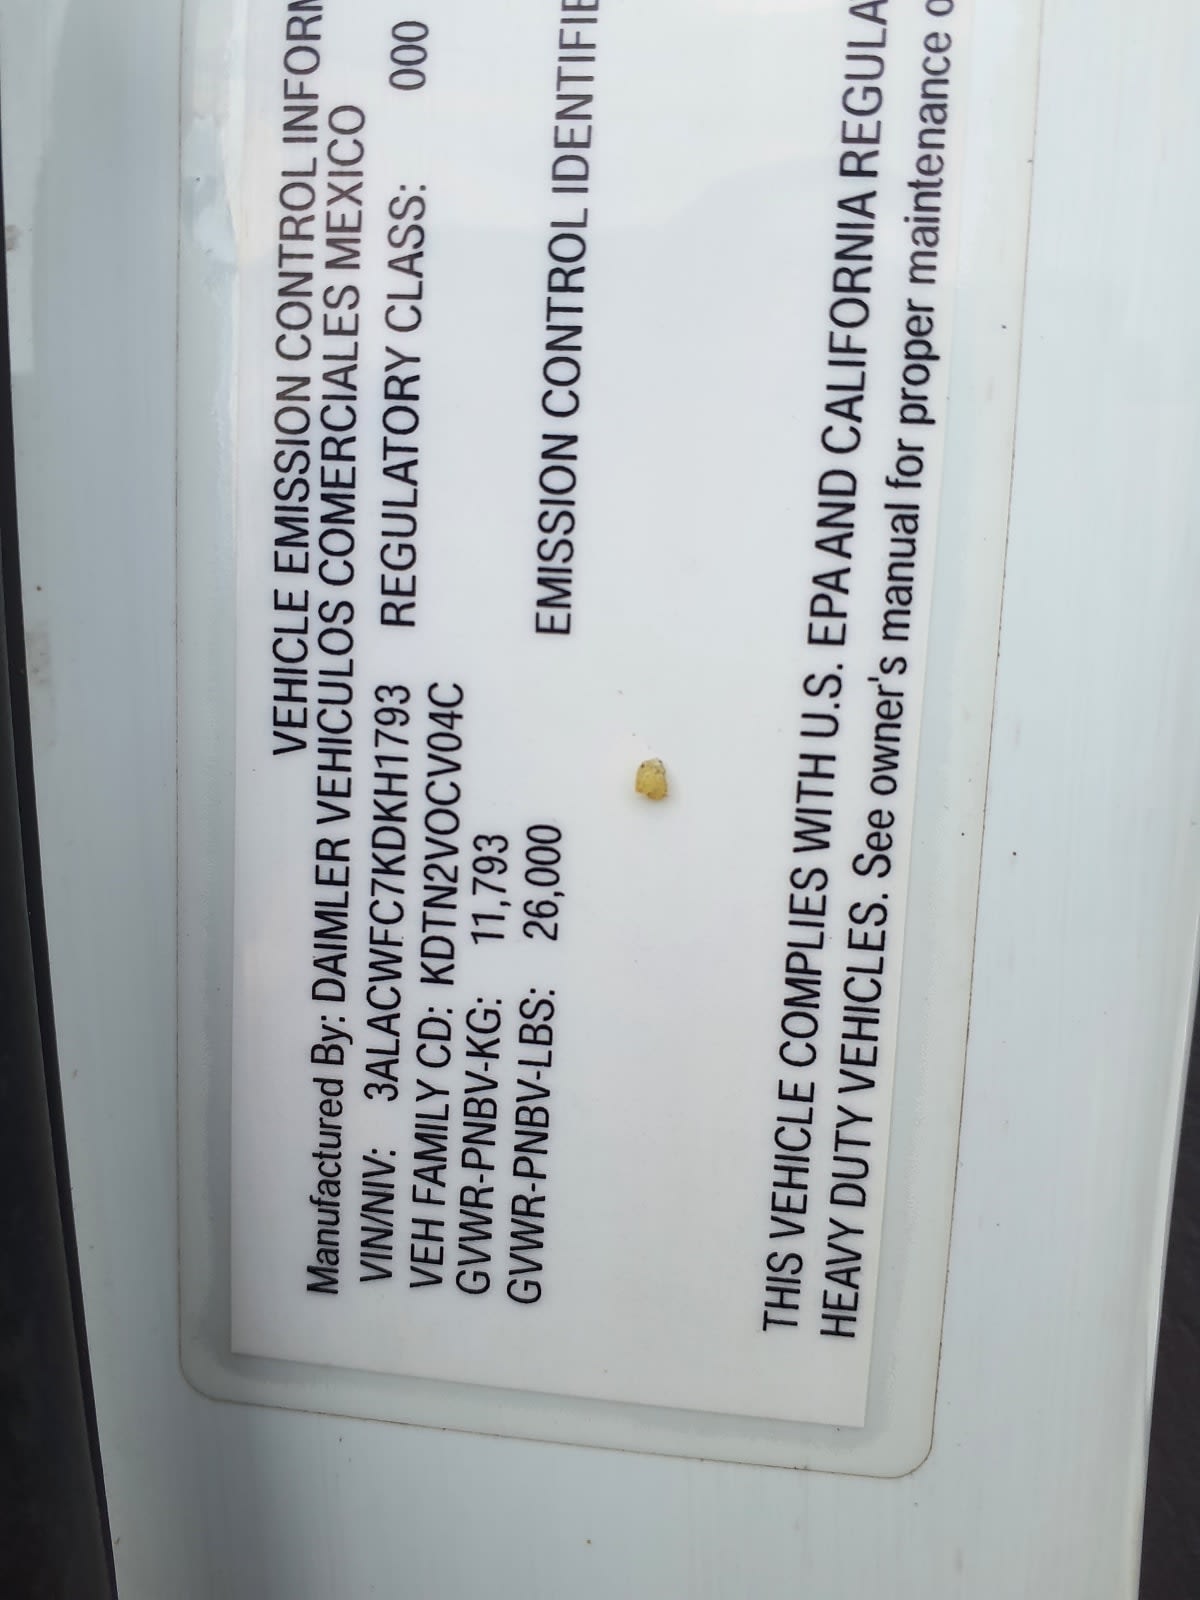 VEHICLE EMISSION CONTROL INFORM
Manufactured By: DAIMLER VEHICULOS COMERCIALES MEXICO
VIN/NIV: 3ALACWFC7KDKH1793 REGULATORY CLASS: 000
VEH FAMILY CD: KDTN2VOCV04C
GVWR-PNBV-KG: 11,793
GVWR-PNBV-LBS: 26,000
EMISSION CONTROL IDENTIFIE
THIS VEHICLE COMPLIES WITH U.S. EPA AND CALIFORNIA REGULA
HEAVY DUTY VEHICLES. See owner's manual for proper maintenance o